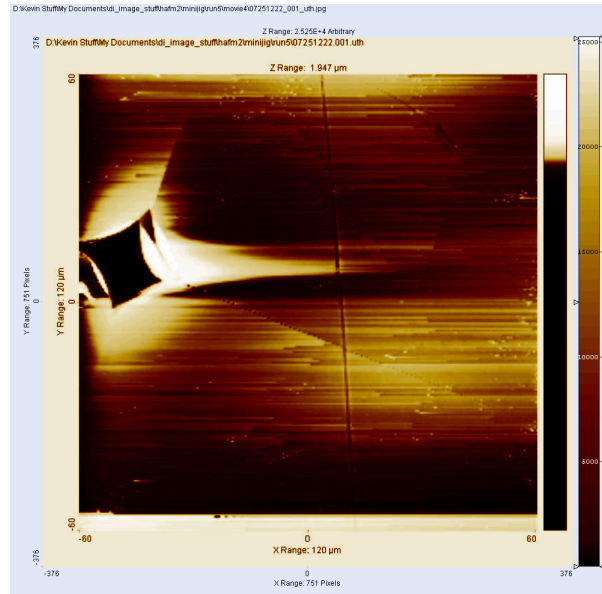 D:\Kevin Stuff\My Documents\di_image_stuff\hafm2\minijig\run5\movie4\07251222_001_uth.jpg
Z Range: 2.525E+4 Arbitrary
D:\Kevin Stuff\My Documents\di_image_stuff\hafm2\minijig\run5\07251222.001.uth
Z Range: 1.947 µm
376
60
25000
20000
15000
Y Range: 751 Pixels
0
Y Range: 120 µm
0
10000
5000
-60
-376
-60
0
60
X Range: 120 µm
-376
0
376
X Range: 751 Pixels